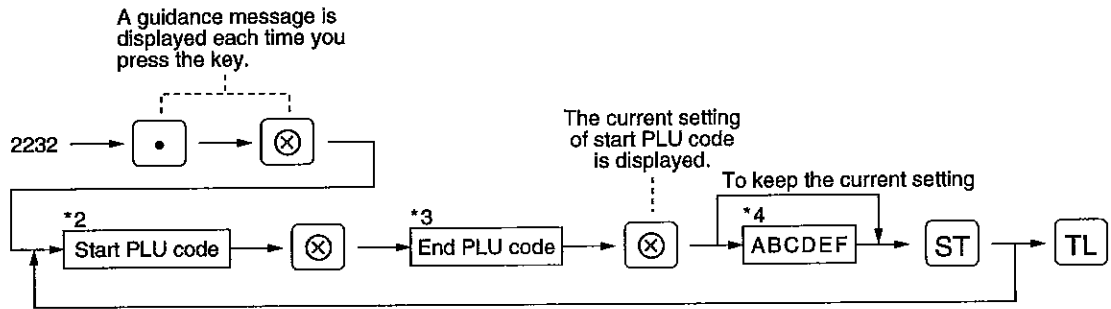 A guidance message is
displayed each time you
press the key.
2232
•
⊗
The current setting
of start PLU code
is displayed.
To keep the current setting
*2
Start PLU code
⊗
*3
End PLU code
⊗
*4
ABCDEF
ST
TL